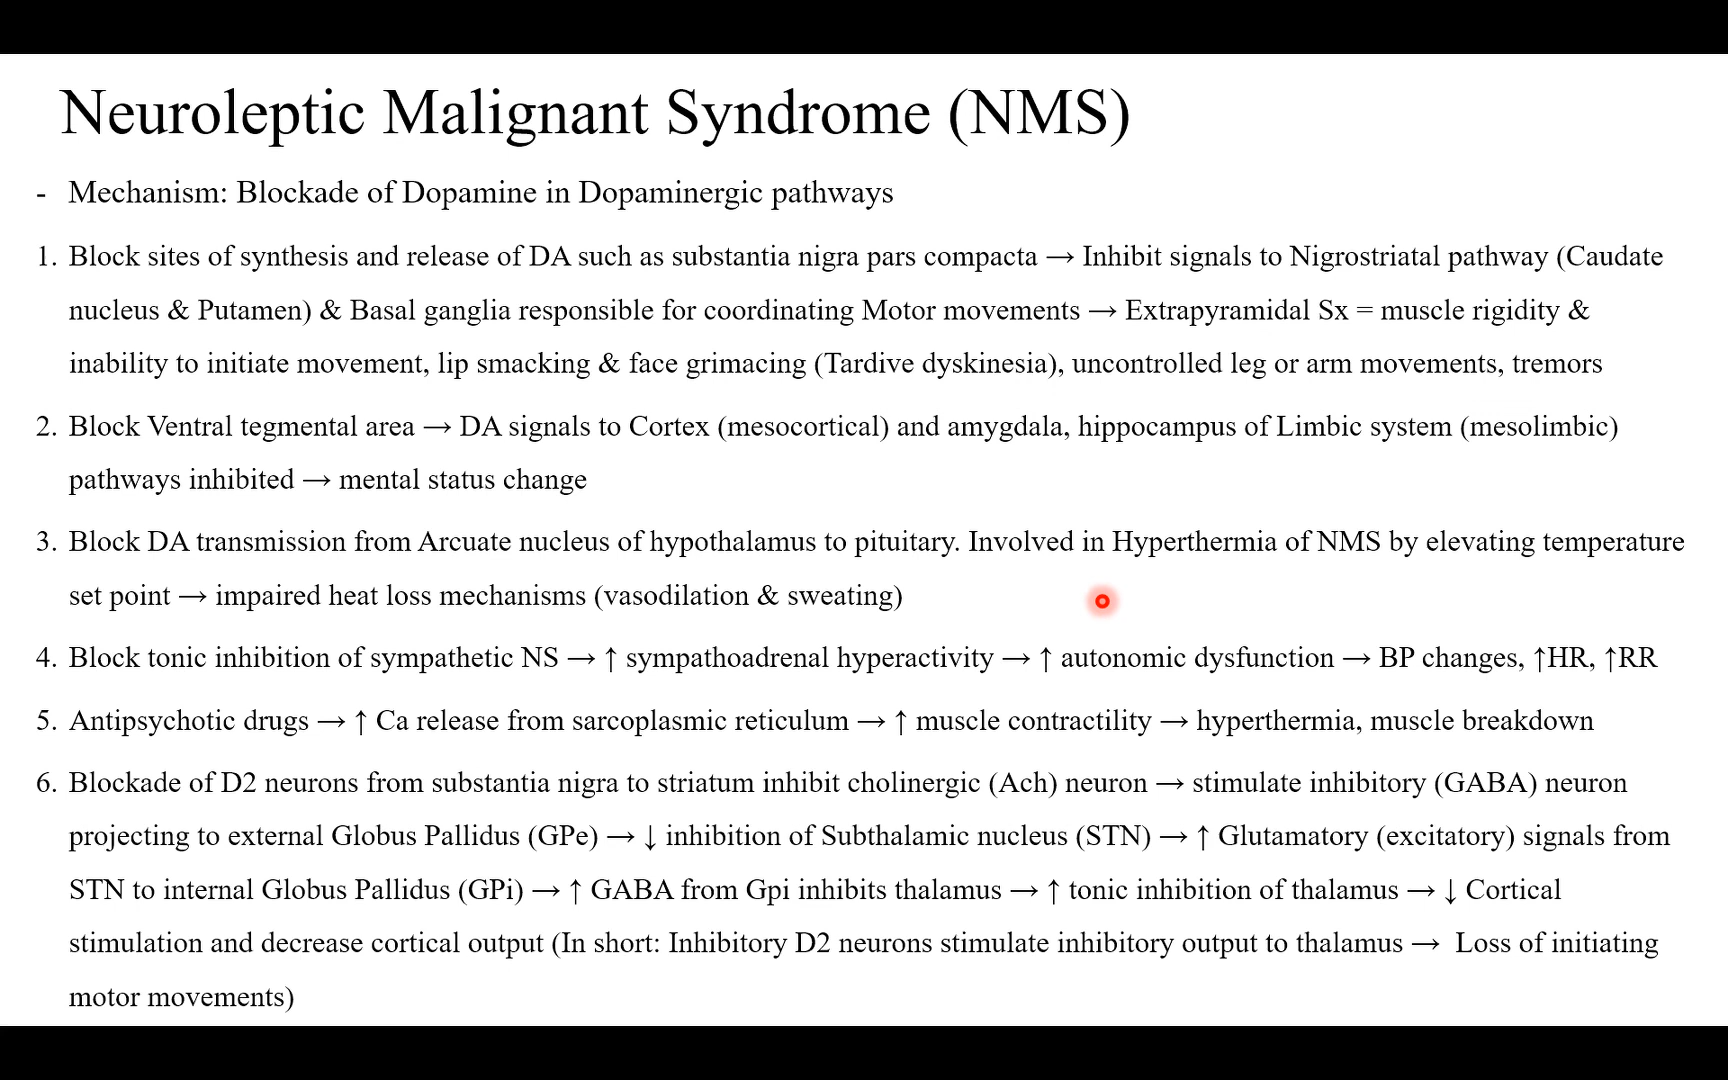 Neuroleptic Malignant Syndrome (NMS)
- Mechanism: Blockade of Dopamine in Dopaminergic pathways
1. Block sites of synthesis and release of DA such as substantia nigra pars compacta → Inhibit signals to Nigrostriatal pathway (Caudate
nucleus & Putamen) & Basal ganglia responsible for coordinating Motor movements → Extrapyramidal Sx = muscle rigidity &
inability to initiate movement, lip smacking & face grimacing (Tardive dyskinesia), uncontrolled leg or arm movements, tremors
2. Block Ventral tegmental area → DA signals to Cortex (mesocortical) and amygdala, hippocampus of Limbic system (mesolimbic)
pathways inhibited → mental status change
3. Block DA transmission from Arcuate nucleus of hypothalamus to pituitary. Involved in Hyperthermia of NMS by elevating temperature
set point → impaired heat loss mechanisms (vasodilation & sweating)
4. Block tonic inhibition of sympathetic NS → ↑ sympathoadrenal hyperactivity → ↑ autonomic dysfunction → BP changes, ↑HR, ↑RR
5. Antipsychotic drugs → ↑ Ca release from sarcoplasmic reticulum → ↑ muscle contractility → hyperthermia, muscle breakdown
6. Blockade of D2 neurons from substantia nigra to striatum inhibit cholinergic (Ach) neuron → stimulate inhibitory (GABA) neuron
projecting to external Globus Pallidus (GPe) → ↓ inhibition of Subthalamic nucleus (STN) → ↑ Glutamatory (excitatory) signals from
STN to internal Globus Pallidus (GPi) → ↑ GABA from Gpi inhibits thalamus → ↑ tonic inhibition of thalamus → ↓ Cortical
stimulation and decrease cortical output (In short: Inhibitory D2 neurons stimulate inhibitory output to thalamus → Loss of initiating
motor movements)